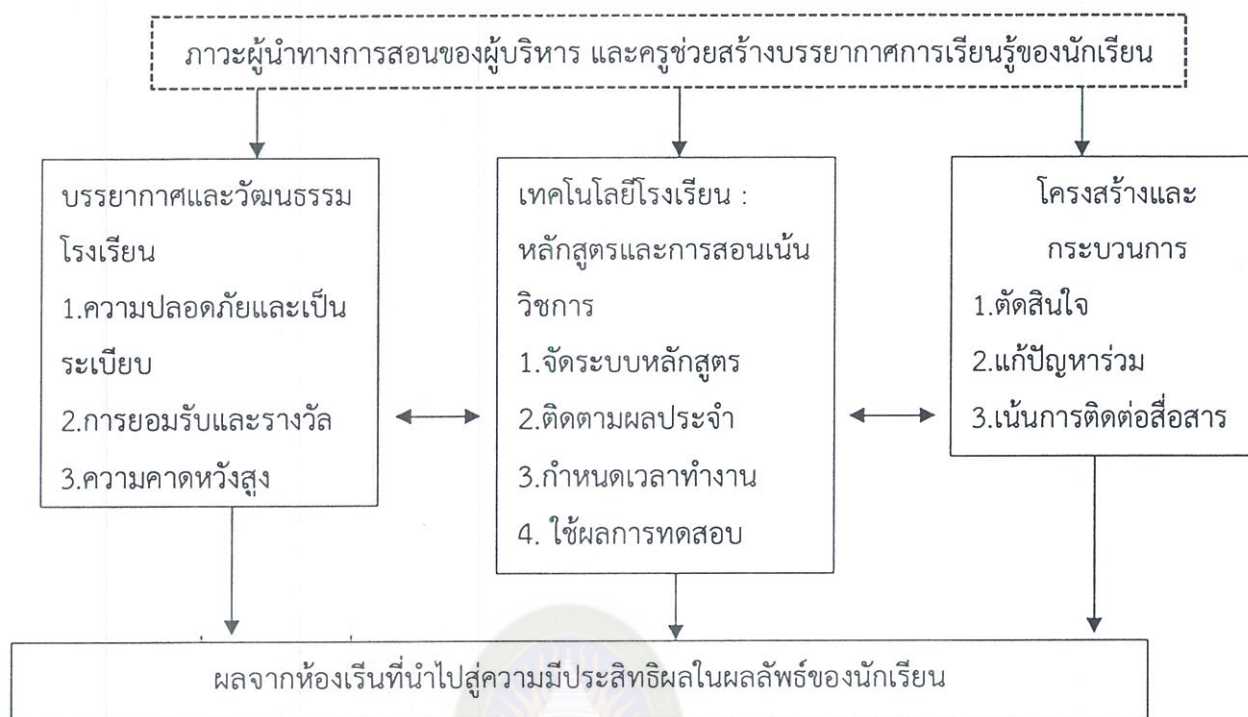 ภาวะผู้นำทางการสอนของผู้บริหาร และครูช่วยสร้างบรรยากาศการเรียนรู้ของนักเรียน
บรรยากาศและวัฒนธรรม
โรงเรียน
1.ความปลอดภัยและเป็น
ระเบียบ
2.การยอมรับและรางวัล
3.ความคาดหวังสูง
เทคโนโลยีโรงเรียน :
หลักสูตรและการสอนเน้น
วิชาการ
1.จัดระบบหลักสูตร
2.ติดตามผลประจำ
3.กำหนดเวลาทำงาน
4. ใช้ผลการทดสอบ
โครงสร้างและ
กระบวนการ
1.ตัดสินใจ
2.แก้ปัญหาร่วม
3.เน้นการติดต่อสื่อสาร
ผลจากห้องเรีนที่นำไปสู่ความมีประสิทธิผลในผลลัพธ์ของนักเรียน